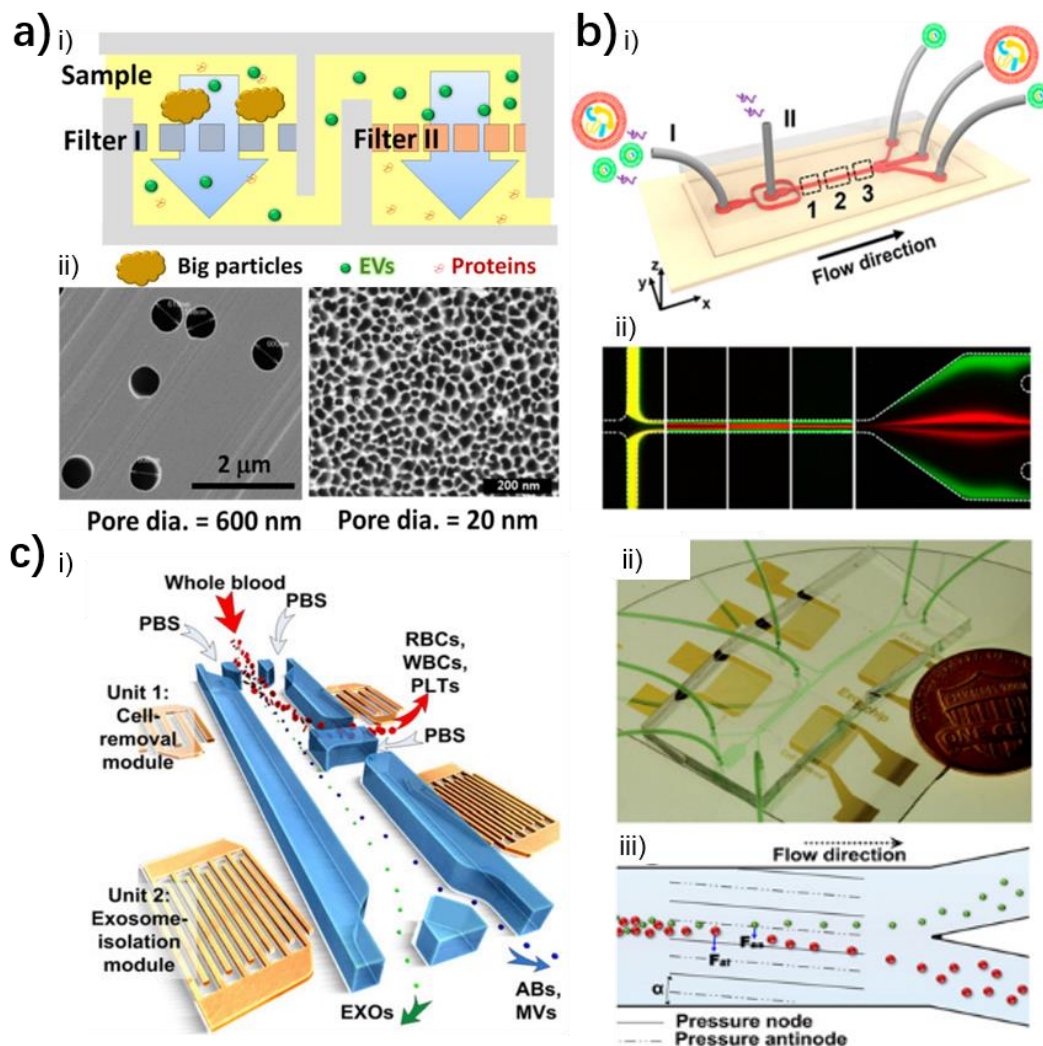 a)
i)
Sample
Filter I
Filter II
ii)
Big particles
EVs
Proteins
2 μm
200 nm
Pore dia. = 600 nm
Pore dia. = 20 nm
b)
i)
I
II
1
2
3
Flow direction
z
y
x
ii)
c)
i)
Whole blood
PBS
PBS
RBCs,
WBCs,
PLTs
Unit 1:
Cell-
removal
module
PBS
Unit 2:
Exosome-
isolation
module
EXOs
ABs,
MVs
ii)
iii)
Flow direction
α
Pressure node
Pressure antinode